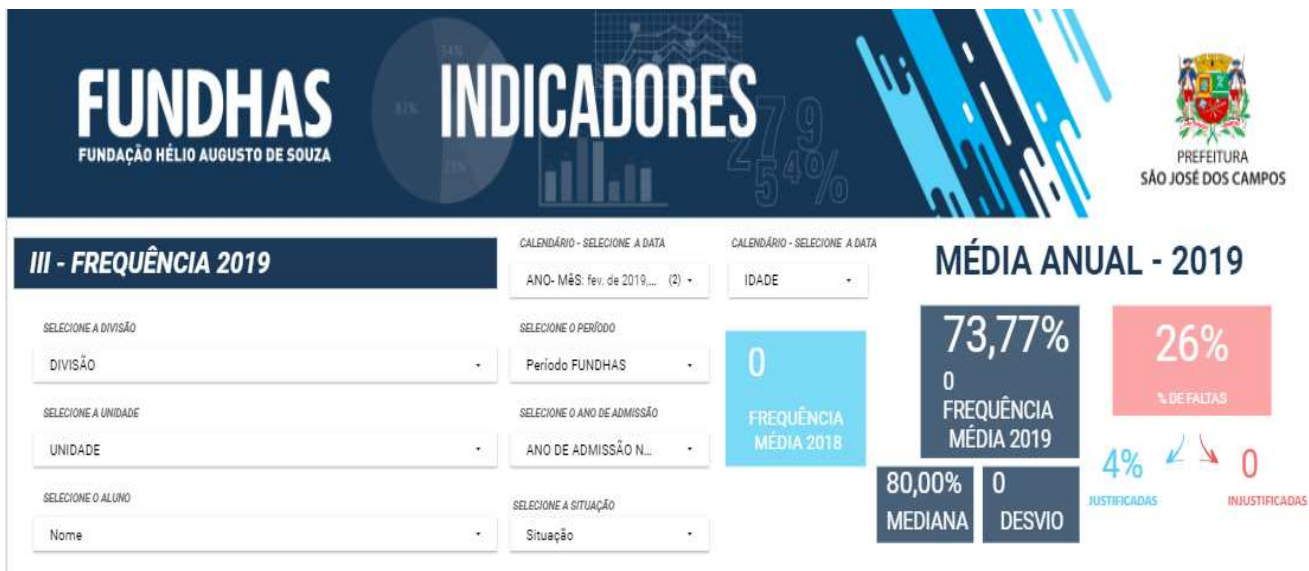 FUNDHAS
FUNDAÇÃO HÉLIO AUGUSTO DE SOUZA
INDICADORES
54%
25%
279
54%
PREFEITURA
SÃO JOSÉ DOS CAMPOS
III - FREQUÊNCIA 2019
CALENDÁRIO - SELECIONE A DATA
ANO- MêS: fev. de 2019,... (2)
CALENDÁRIO - SELECIONE A DATA
IDADE
MÉDIA ANUAL - 2019
SELECIONE A DIVISÃO
DIVISÃO
SELECIONE O PERÍODO
Período FUNDHAS
SELECIONE A UNIDADE
UNIDADE
SELECIONE O ANO DE ADMISSÃO
ANO DE ADMISSÃO N...
SELECIONE O ALUNO
Nome
SELECIONE A SITUAÇÃO
Situação
0
FREQUÊNCIA
MÉDIA 2018
73,77%
0
FREQUÊNCIA
MÉDIA 2019
80,00%
MEDIANA
0
DESVIO
26%
% DE FALTAS
4%
JUSTIFICADAS
0
INJUSTIFICADAS